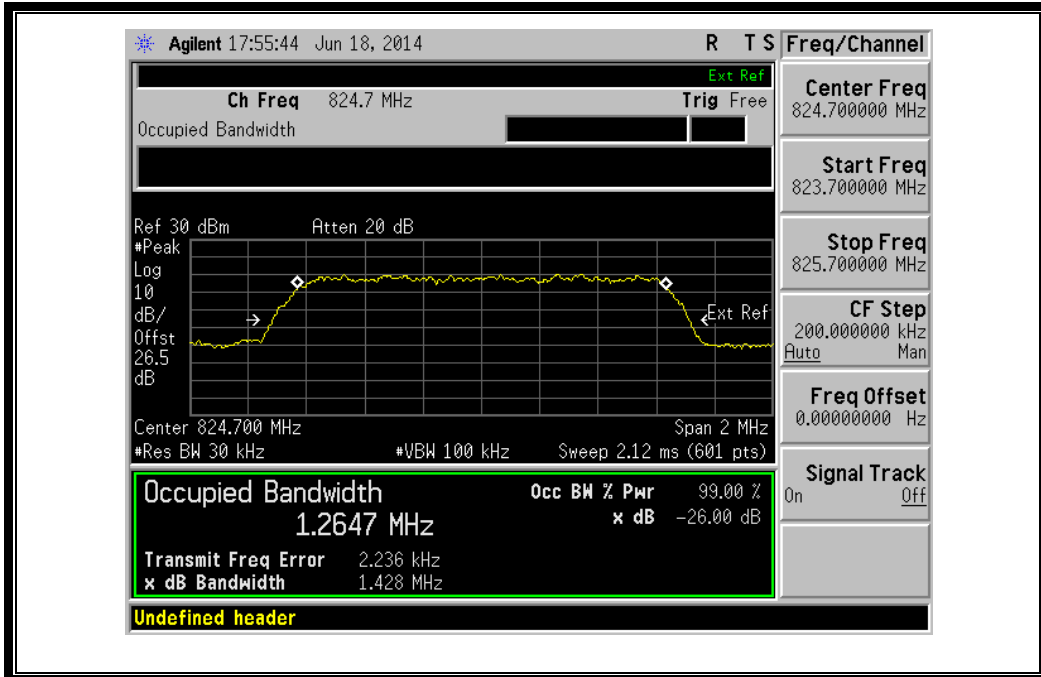 Agilent 17:55:44 Jun 18, 2014 R T S
Freq/Channel
Ext Ref
Ch Freq 824.7 MHz Trig Free
Occupied Bandwidth
Center Freq
824.700000 MHz
Start Freq
823.700000 MHz
Stop Freq
825.700000 MHz
CF Step
200.000000 kHz
Auto Man
Freq Offset
0.00000000 Hz
Signal Track
On Off
Ref 30 dBm Atten 20 dB
#Peak
Log
10
dB/
Offst
26.5
dB
Ext Ref
Center 824.700 MHz Span 2 MHz
#Res BW 30 kHz #VBW 100 kHz Sweep 2.12 ms (601 pts)
Occupied Bandwidth
1.2647 MHz
Occ BW % Pwr 99.00 %
x dB -26.00 dB
Transmit Freq Error 2.236 kHz
x dB Bandwidth 1.428 MHz
Undefined header